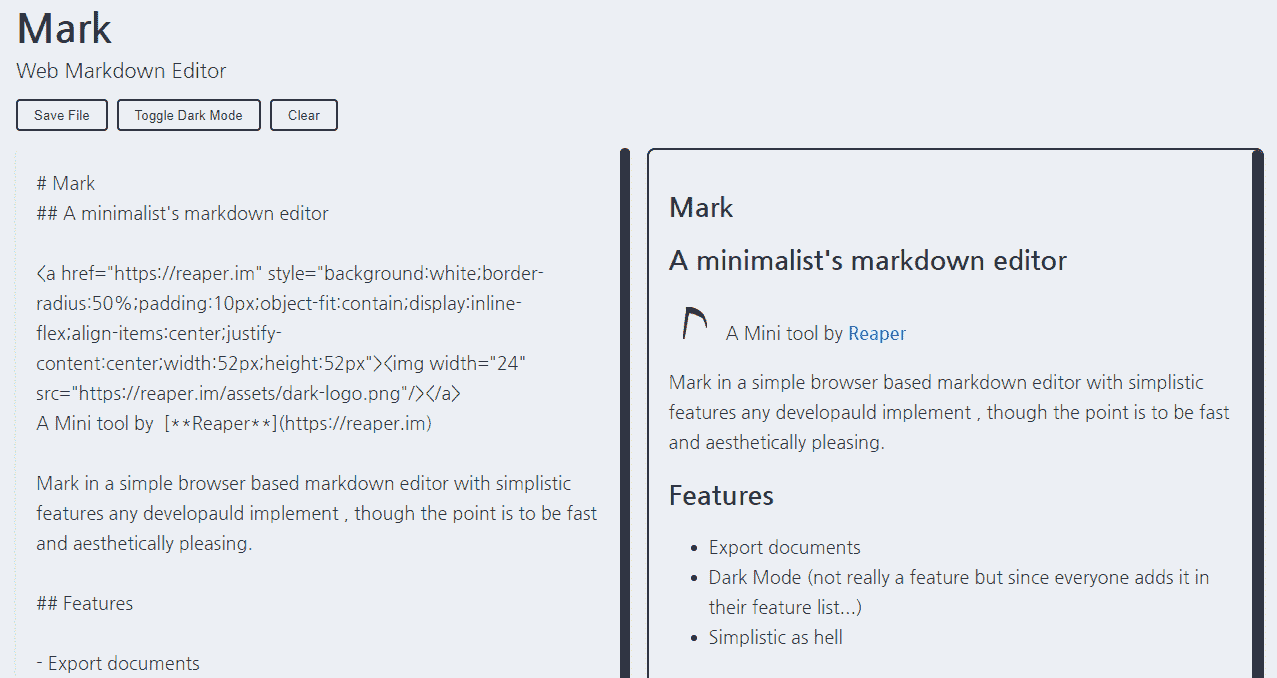 Mark
Web Markdown Editor
Save File
Toggle Dark Mode
Clear
# Mark
## A minimalist's markdown editor
<a href="https://reaper.im" style="background:white;border-
radius:50%;padding:10px;object-fit:contain;display:inline-
flex;align-items:center;justify-
content:center;width:52px;height:52px"><img width="24"
src="https://reaper.im/assets/dark-logo.png"/></a>
A Mini tool by  [**Reaper**](https://reaper.im)
Mark in a simple browser based markdown editor with simplistic
features any developauld implement , though the point is to be fast
and aesthetically pleasing.
## Features
- Export documents
Mark
A minimalist's markdown editor
A Mini tool by Reaper
Mark in a simple browser based markdown editor with simplistic
features any developauld implement , though the point is to be fast
and aesthetically pleasing.
Features
• Export documents
• Dark Mode (not really a feature but since everyone adds it in
their feature list...)
• Simplistic as hell